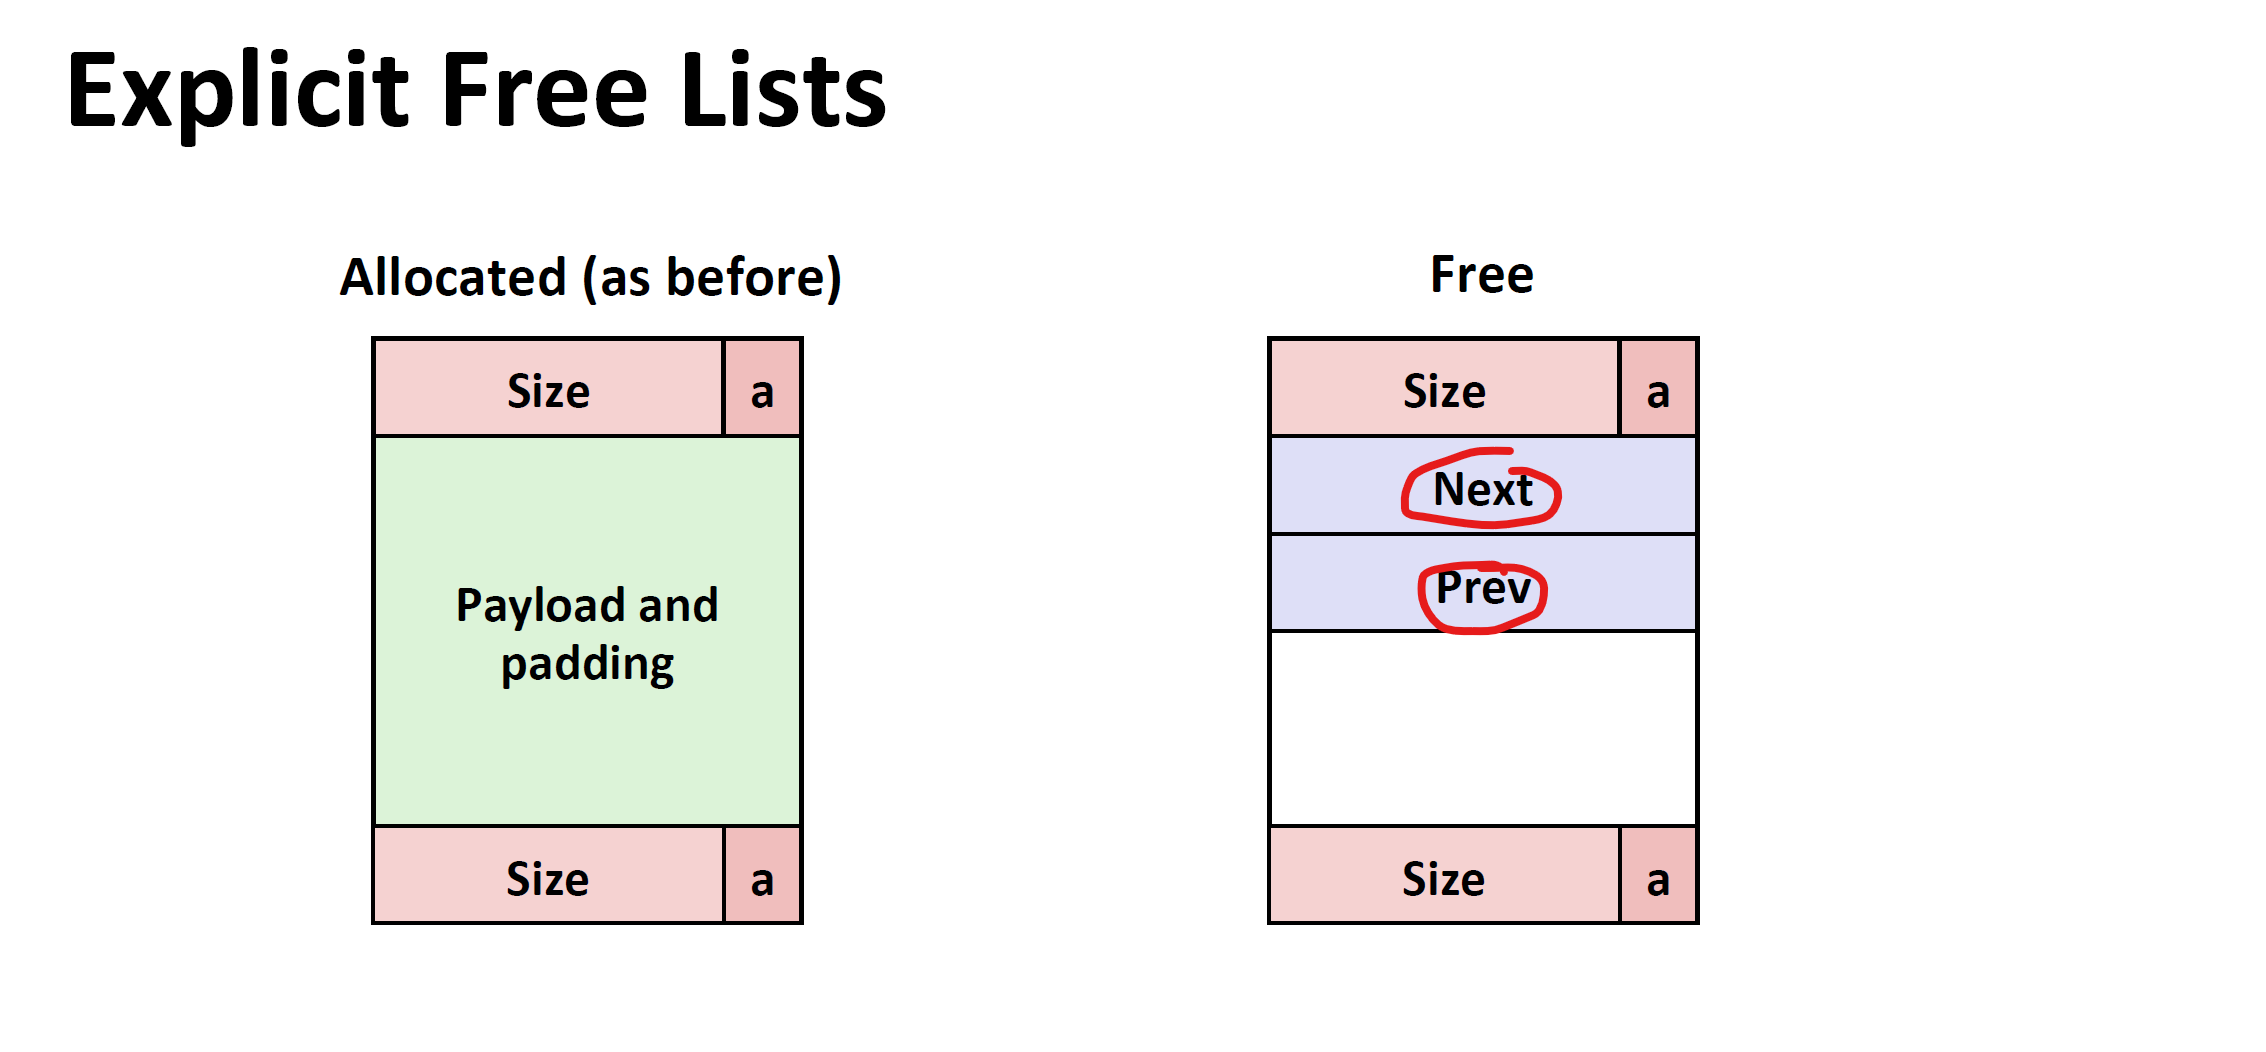 Explicit Free Lists
Allocated (as before)
Size a
Payload and
padding
Size a
Free
Size a
Next
Prev
Size a